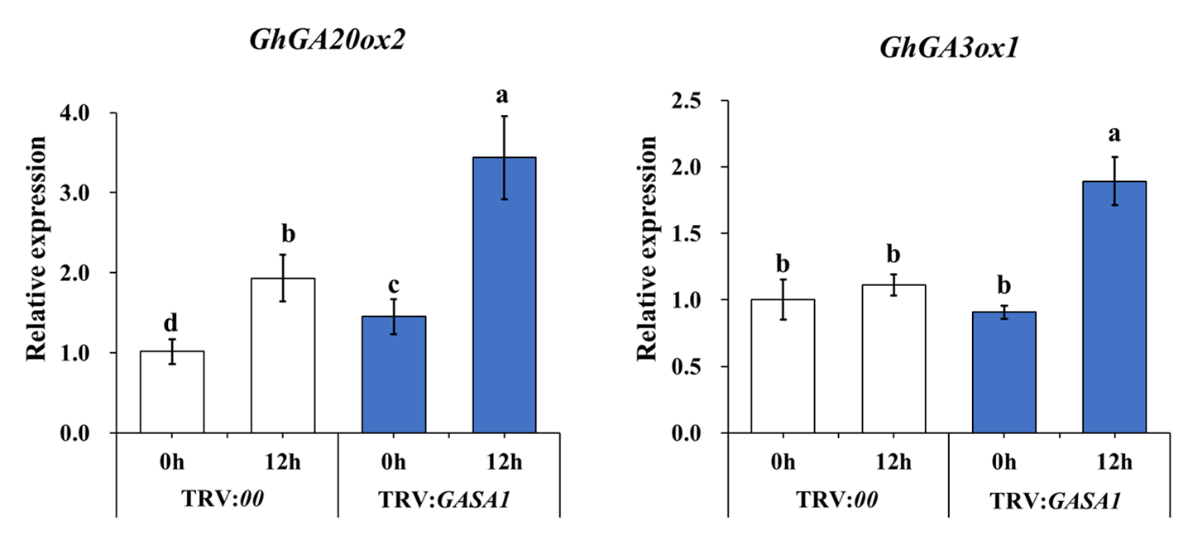 GhGA20ox2
Relative expression
4.0
3.0
2.0
1.0
0.0
d
b
c
a
0h
12h
0h
12h
TRV:00
TRV:GASA1
GhGA3ox1
Relative expression
2.5
2.0
1.5
1.0
0.5
0.0
b
b
b
a
0h
12h
0h
12h
TRV:00
TRV:GASA1